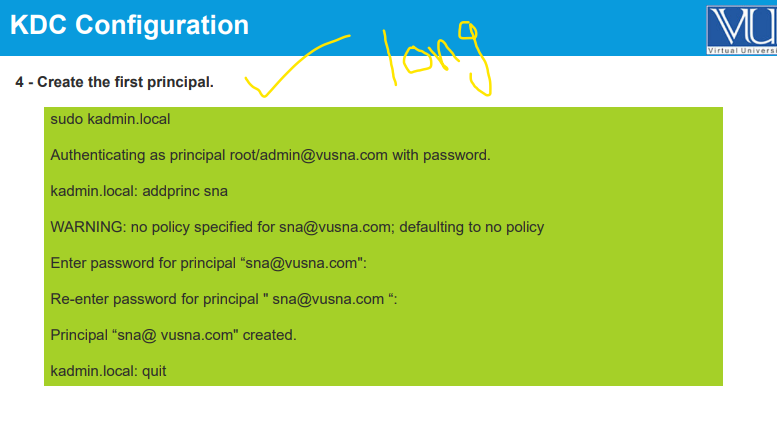 KDC Configuration
long
VU
Virtual Universi
4 - Create the first principal.
sudo kadmin.local
Authenticating as principal root/admin@vusna.com with password.
kadmin.local: addprinc sna
WARNING: no policy specified for sna@vusna.com; defaulting to no policy
Enter password for principal “sna@vusna.com":
Re-enter password for principal " sna@vusna.com “:
Principal “sna@ vusna.com" created.
kadmin.local: quit